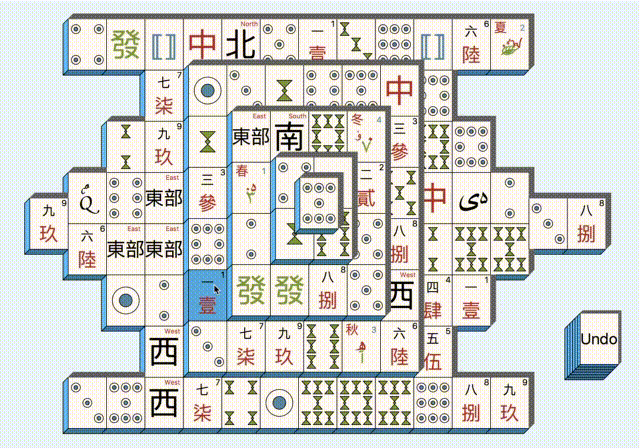 發 中 North 北 一 1 壹 六 6 陸 夏 2
七 7 柒 中
九 9 玖 East 東部 South 南 冬 4 三 3 參
East 東部 三 3 參 春 1 二 2 貳 中
九 9 玖 八 8 捌
六 6 陸 East 東部 East 東部 八 8 捌
一 1 壹 發 發 八 8 捌 West 西 四 4 肆 一 1 壹
West 西 七 7 柒 九 9 玖 秋 3 六 6 陸 五 5 伍
West 西 七 7 柒 八 8 捌 九 9 玖
Undo